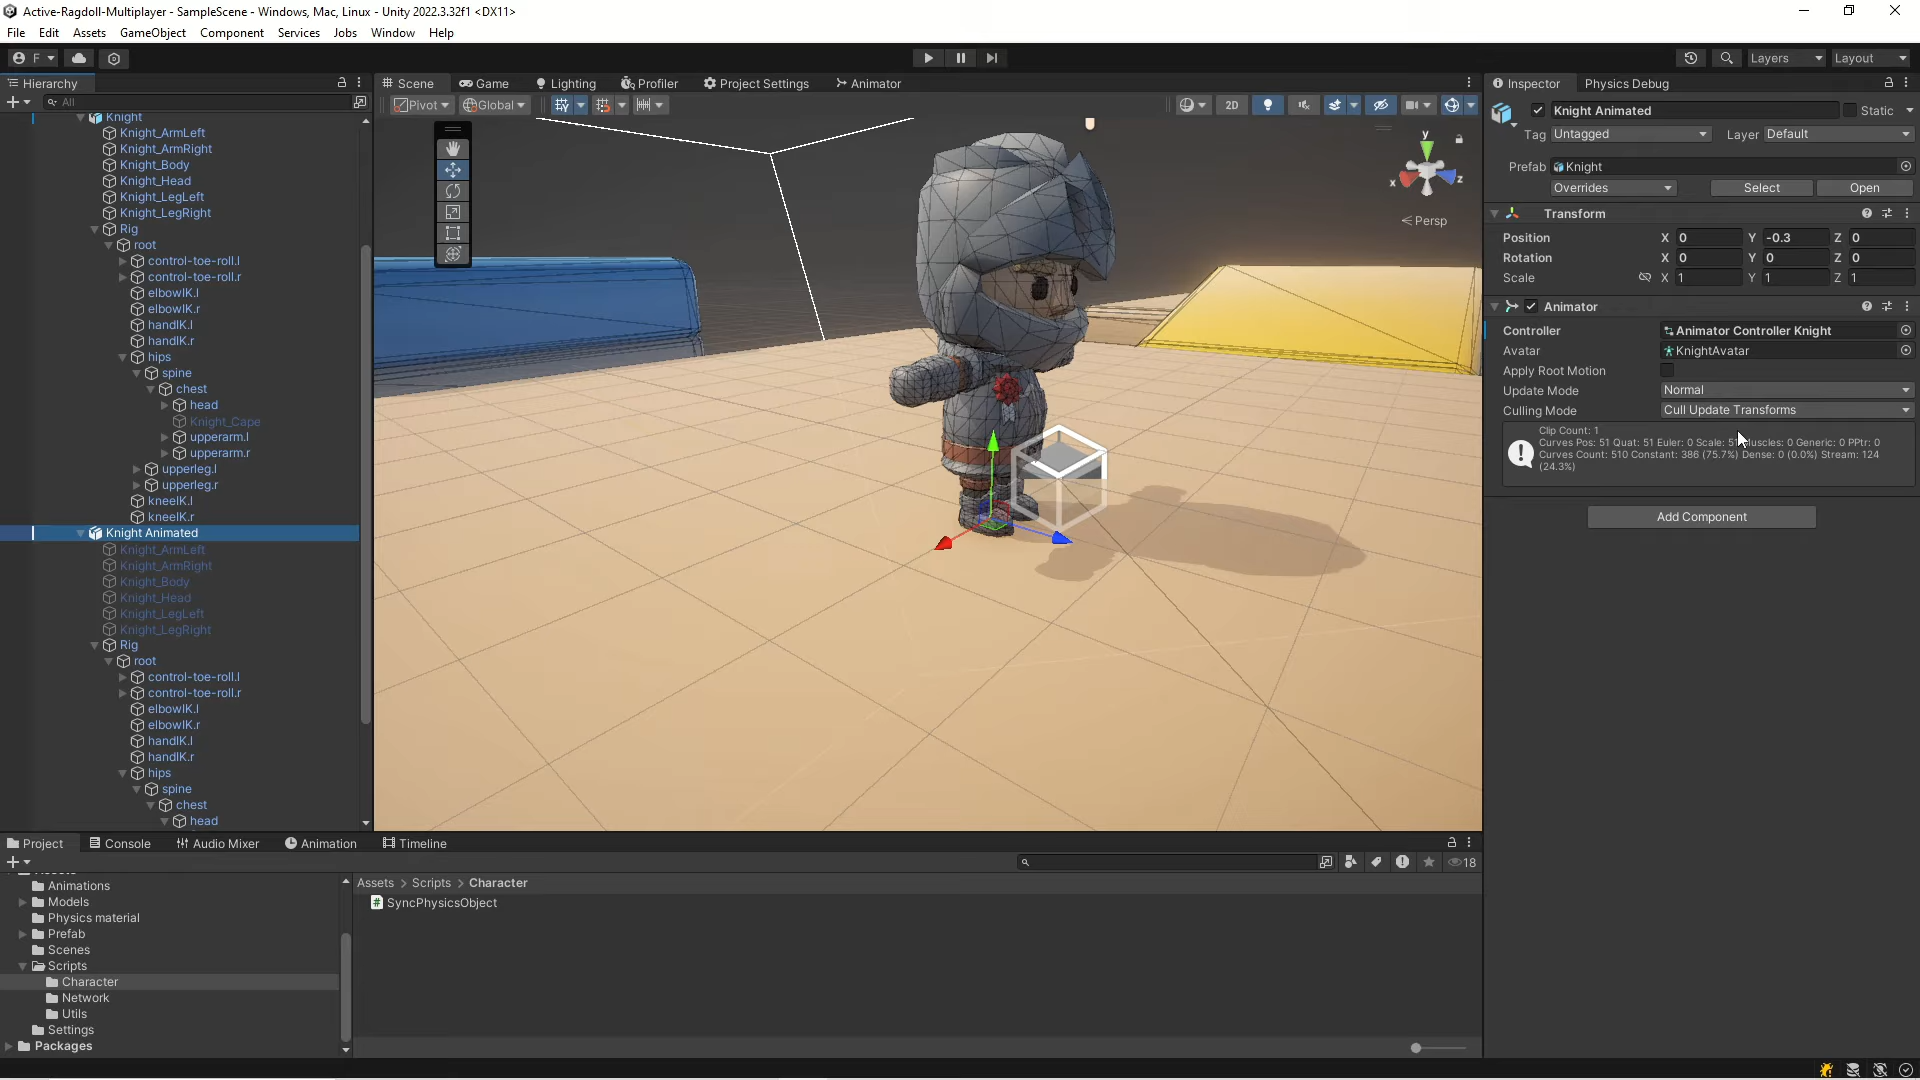 Active-Ragdoll-Multiplayer - SampleScene - Windows, Mac, Linux - Unity 2022.3.32f1 <DX11>
File Edit Assets GameObject Component Services Jobs Window Help
F Layers Layout
Hierarchy
All
Knight
Knight_ArmLeft
Knight_ArmRight
Knight_Body
Knight_Head
Knight_LegLeft
Knight_LegRight
Rig
root
control-toe-roll.l
control-toe-roll.r
elbowIK.l
elbowIK.r
handIK.l
handIK.r
hips
spine
chest
head
Knight_Cape
upperarm.l
upperarm.r
upperleg.l
upperleg.r
kneeIK.l
kneeIK.r
Knight Animated
Knight_ArmLeft
Knight_ArmRight
Knight_Body
Knight_Head
Knight_LegLeft
Knight_LegRight
Rig
root
control-toe-roll.l
control-toe-roll.r
elbowIK.l
elbowIK.r
handIK.l
handIK.r
hips
spine
chest
head
Scene Game Lighting Profiler Project Settings Animator
Pivot Global 2D
y
x z
Persp
Inspector Physics Debug
Knight Animated Static
Tag Untagged Layer Default
Prefab Knight
Overrides Select Open
Transform
Position X 0 Y -0.3 Z 0
Rotation X 0 Y 0 Z 0
Scale X 1 Y 1 Z 1
Animator
Controller Animator Controller Knight
Avatar KnightAvatar
Apply Root Motion
Update Mode Normal
Culling Mode Cull Update Transforms
Clip Count: 1
Curves Pos: 51 Quat: 51 Euler: 0 Scale: 51 Muscles: 0 Generic: 0 PPtr: 0
Curves Count: 510 Constant: 386 (75.7%) Dense: 0 (0.0%) Stream: 124
(24.3%)
Add Component
Project Console Audio Mixer Animation Timeline
18
Animations
Models
Physics material
Prefab
Scenes
Scripts
Character
Network
Utils
Settings
Packages
Assets > Scripts > Character
SyncPhysicsObject